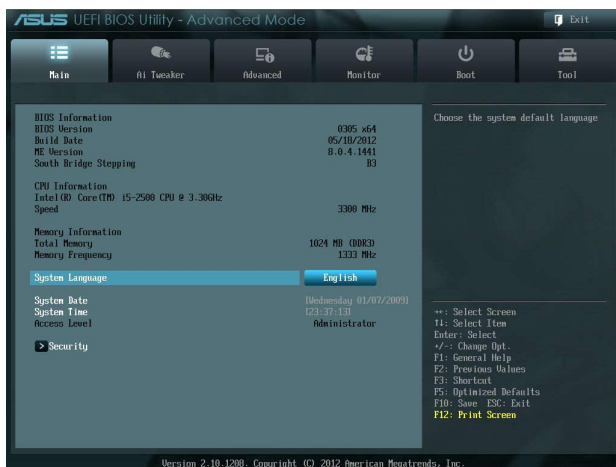 ASUS UEFI BIOS Utility - Advanced Mode
Exit
Main
Ai Tweaker
Advanced
Monitor
Boot
Tool
BIOS Information
BIOS Version 0305 x64
Build Date 05/18/2012
ME Version 8.0.4.1441
South Bridge Stepping B3
CPU Information
Intel(R) Core(TM) i5-2500 CPU @ 3.30GHz
Speed 3300 MHz
Memory Information
Total Memory 1024 MB (DDR3)
Memory Frequency 1333 MHz
System Language English
System Date [Wednesday 01/07/2009]
System Time [23:37:13]
Access Level Administrator
> Security
Choose the system default language
→←: Select Screen
↑↓: Select Item
Enter: Select
+/-: Change Opt.
F1: General Help
F2: Previous Values
F3: Shortcut
F5: Optimized Defaults
F10: Save ESC: Exit
F12: Print Screen
Version 2.10.1208. Copyright (C) 2012 American Megatrends, Inc.